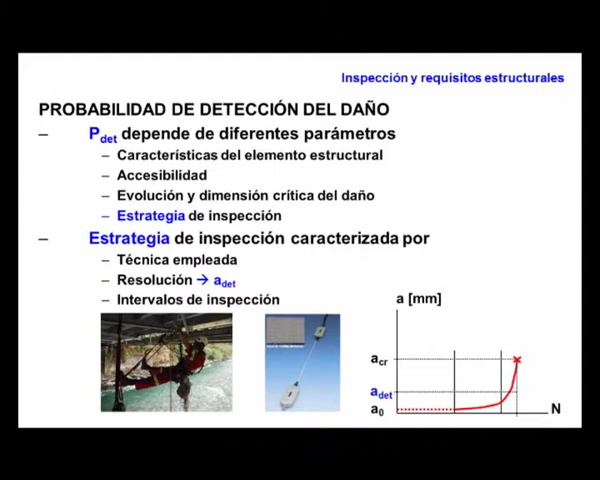 Inspección y requisitos estructurales
PROBABILIDAD DE DETECCIÓN DEL DAÑO
– Pdet depende de diferentes parámetros
– Características del elemento estructural
– Accesibilidad
– Evolución y dimensión crítica del daño
– Estrategia de inspección
– Estrategia de inspección caracterizada por
– Técnica empleada
– Resolución → adet
– Intervalos de inspección
a [mm]
acr
adet
a0
N